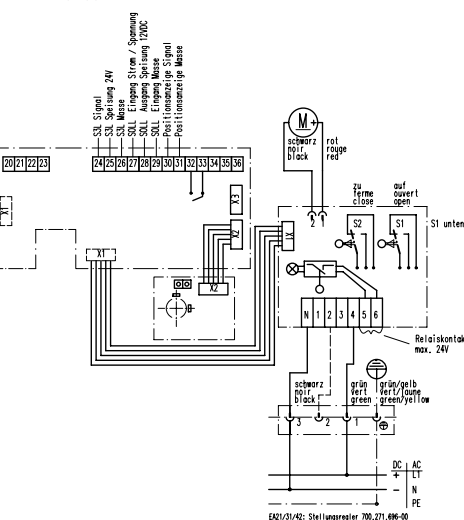 S3L Signal
S3L Speisung 24V
S3L Masse
SOLL Eingang Strom / Spannung
SOLL Ausgang Speisung 12VDC
SOLL Eingang Masse
Positionsanzeige Signal
Positionsanzeige Masse
20 21 22 23
24 25 26 27 28 29 30 31 32 33 34 35 36
M +
schwarz
noir
black
rot
rouge
red
X1
X3
X2
2 1
zu
ferme
close
auf
ouvert
open
S2
S1
S1 unten
X1
X1
X2
N 1 2 3 4 5 6
Relaiskontak
max. 24V
schwarz
noir
black
grün
vert
green
grün/gelb
vert/jaune
green/yellow
3 2 1
DC AC
+ LT
- N
PE
EA21/31/42: Stellungsregler 700.271.696-00